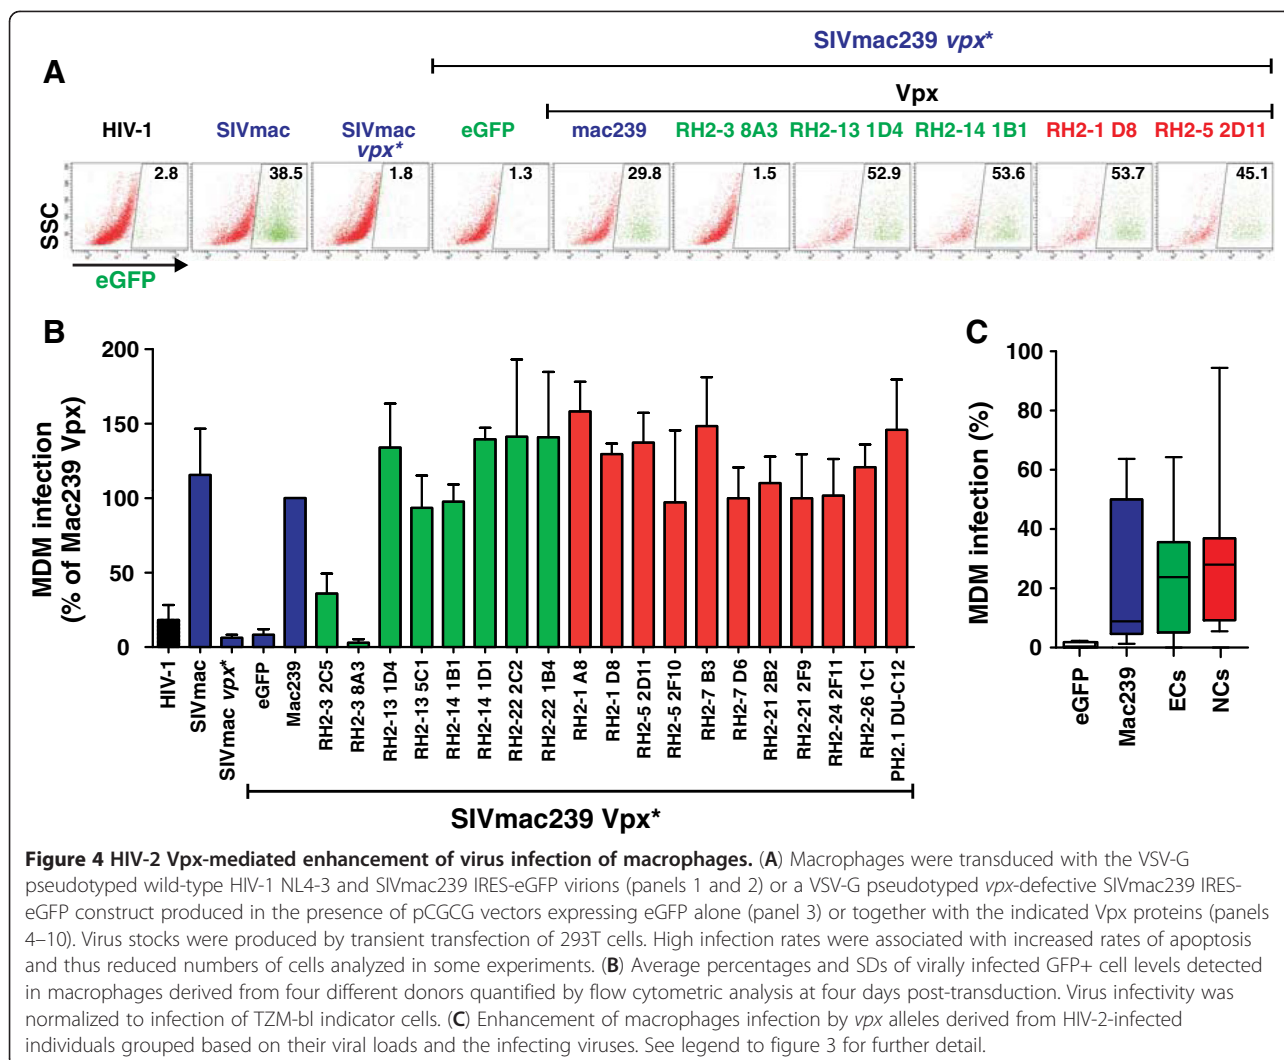 SIVmac239 vpx*
A
Vpx
HIV-1 SIVmac SIVmac vpx* eGFP mac239 RH2-3 8A3 RH2-13 1D4 RH2-14 1B1 RH2-1 D8 RH2-5 2D11
2.8 38.5 1.8 1.3 29.8 1.5 52.9 53.6 53.7 45.1
SSC
eGFP
B
MDM infection
(% of Mac239 Vpx)
200
150
100
50
0
HIV-1
SIVmac
SIVmac vpx*
eGFP
Mac239
RH2-3 2C5
RH2-3 8A3
RH2-13 1D4
RH2-13 5C1
RH2-14 1B1
RH2-14 1D1
RH2-22 2C2
RH2-22 1B4
RH2-1 A8
RH2-1 D8
RH2-5 2D11
RH2-5 2F10
RH2-7 B3
RH2-7 D6
RH2-21 2B2
RH2-21 2F9
RH2-24 2F11
RH2-26 1C1
PH2.1 DU-C12
SIVmac239 Vpx*
C
MDM infection (%)
100
80
60
40
20
0
eGFP
Mac239
ECs
NCs
Figure 4 HIV-2 Vpx-mediated enhancement of virus infection of macrophages. (A) Macrophages were transduced with the VSV-G
pseudotyped wild-type HIV-1 NL4-3 and SIVmac239 IRES-eGFP virions (panels 1 and 2) or a VSV-G pseudotyped vpx-defective SIVmac239 IRES-
eGFP construct produced in the presence of pCGCG vectors expressing eGFP alone (panel 3) or together with the indicated Vpx proteins (panels
4–10). Virus stocks were produced by transient transfection of 293T cells. High infection rates were associated with increased rates of apoptosis
and thus reduced numbers of cells analyzed in some experiments. (B) Average percentages and SDs of virally infected GFP+ cell levels detected
in macrophages derived from four different donors quantified by flow cytometric analysis at four days post-transduction. Virus infectivity was
normalized to infection of TZM-bl indicator cells. (C) Enhancement of macrophages infection by vpx alleles derived from HIV-2-infected
individuals grouped based on their viral loads and the infecting viruses. See legend to figure 3 for further detail.